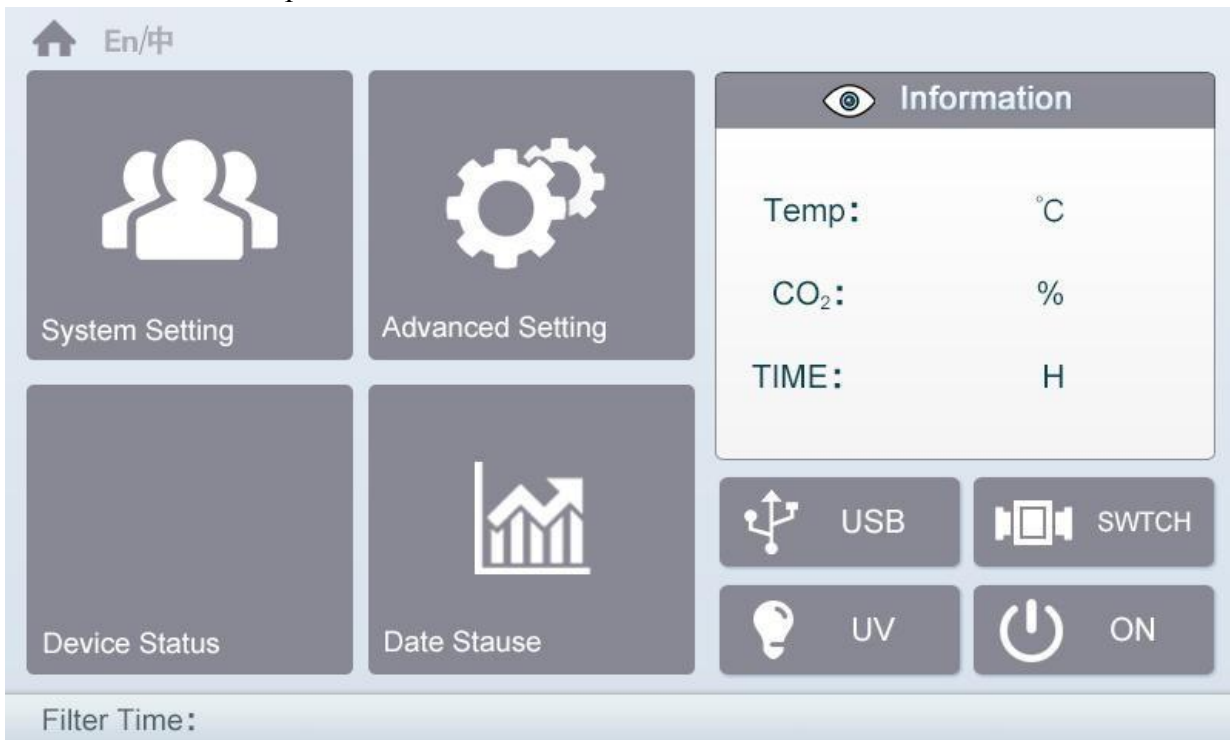 En/中
System Setting
Advanced Setting
Device Status
Date Stause
Information
Temp: °C
CO₂: %
TIME: H
USB
SWTCH
UV
ON
Filter Time: